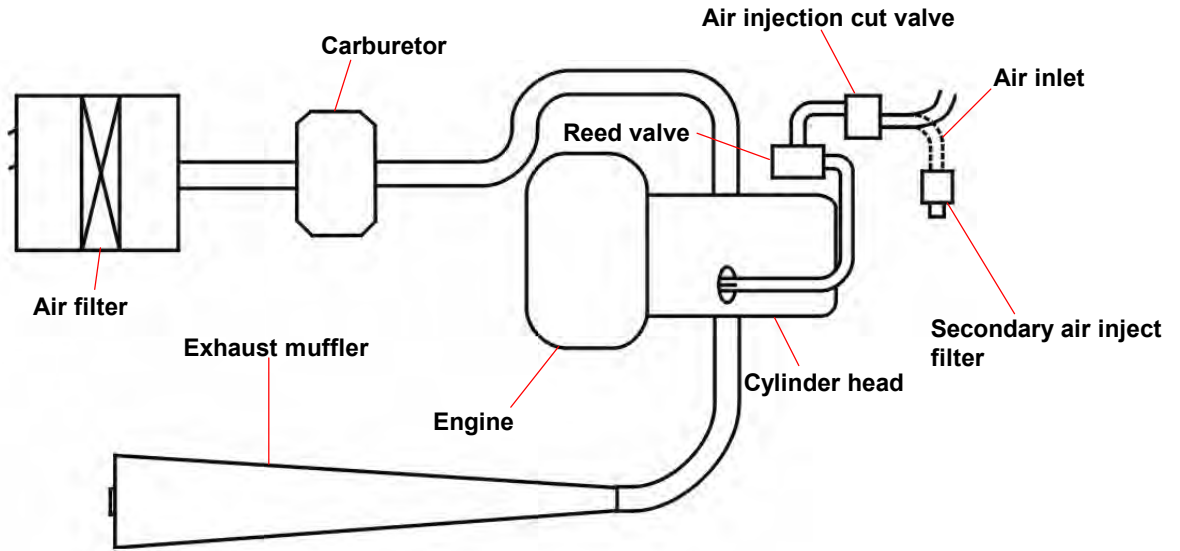 Air injection cut valve
Carburetor
Air inlet
Reed valve
Air filter
Secondary air inject
filter
Exhaust muffler
Cylinder head
Engine